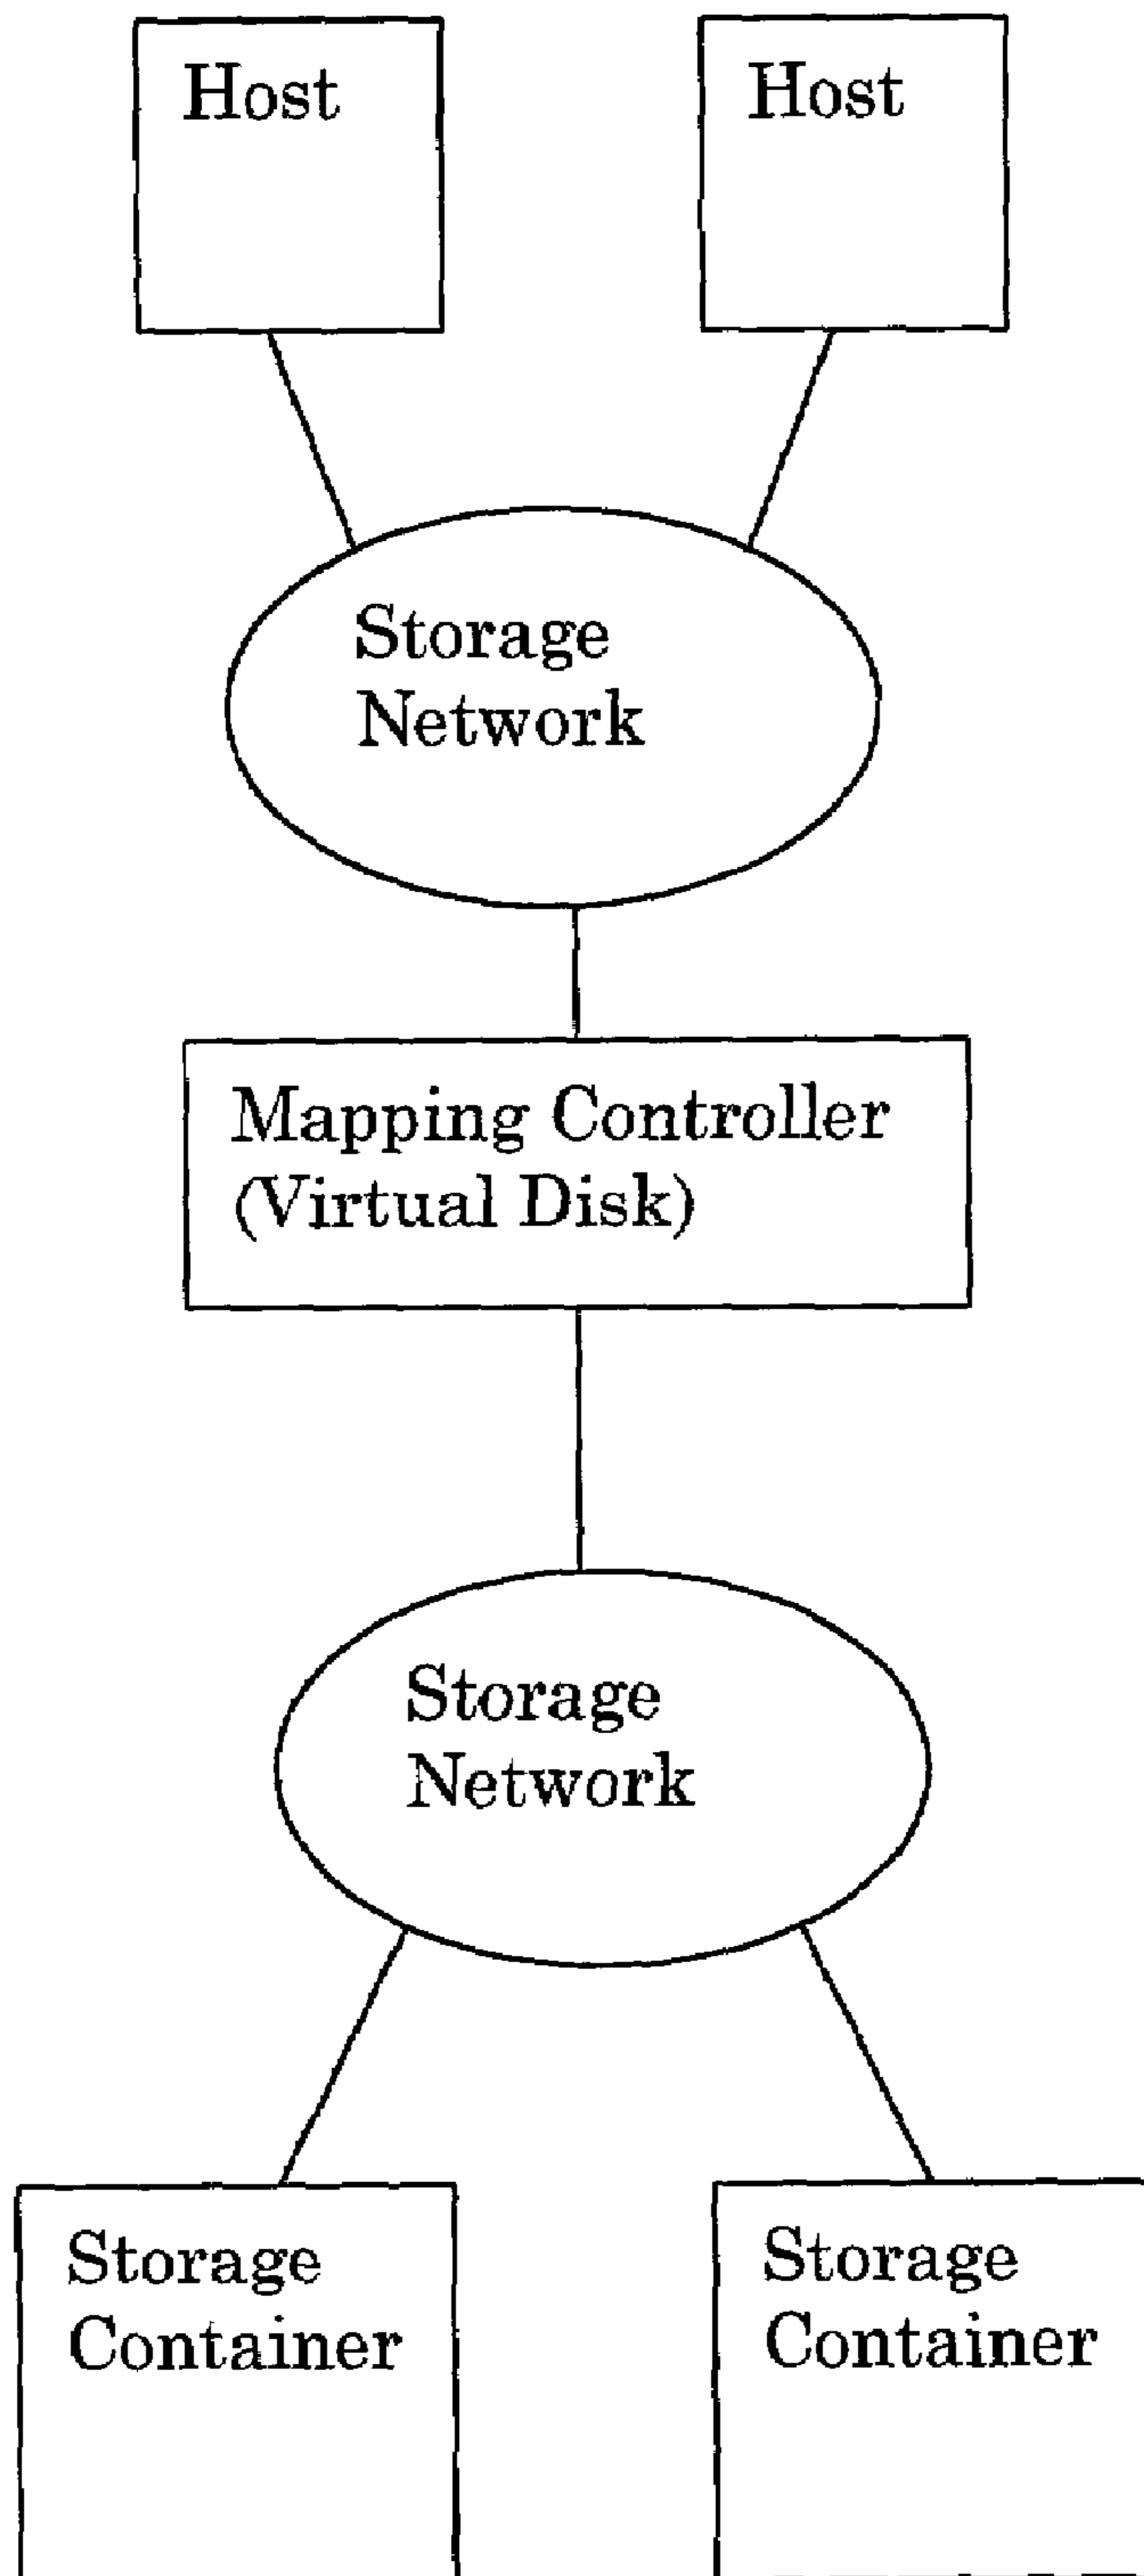 Host
Host
Storage
Network
Mapping Controller
(Virtual Disk)
Storage
Network
Storage
Container
Storage
Container